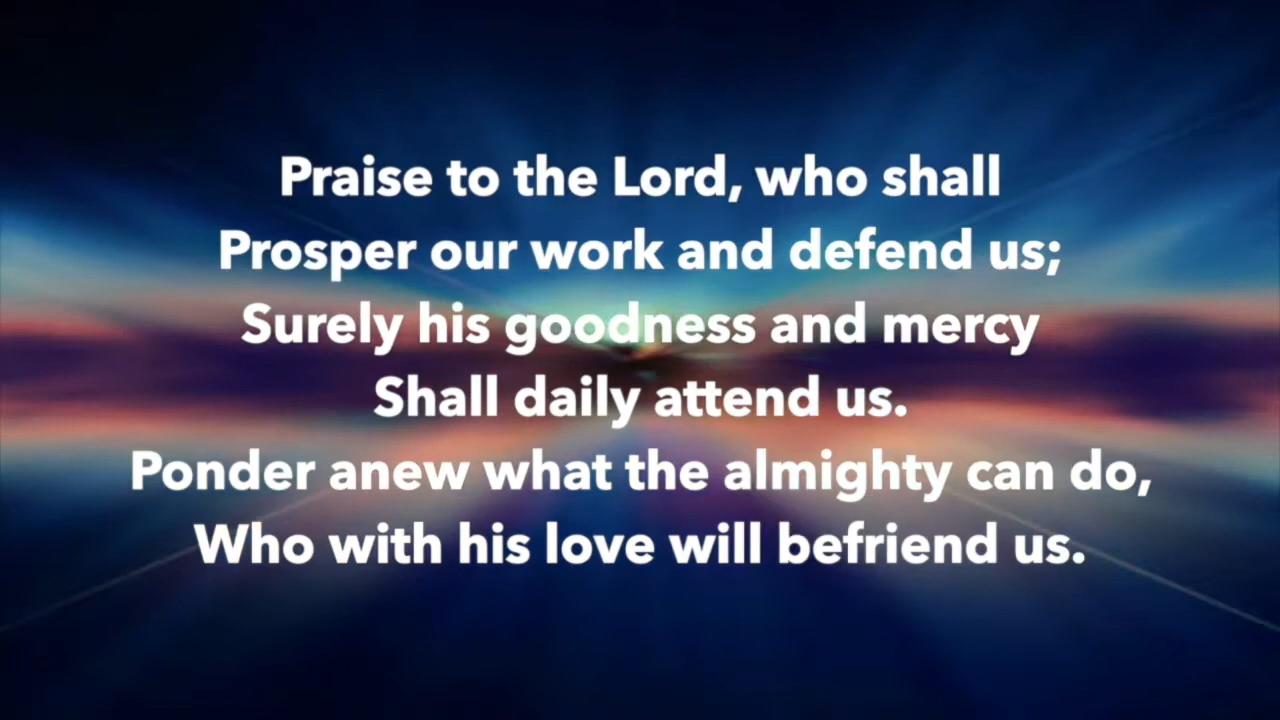 Praise to the Lord, who shall
Prosper our work and defend us;
Surely his goodness and mercy
Shall daily attend us.
Ponder anew what the almighty can do,
Who with his love will befriend us.